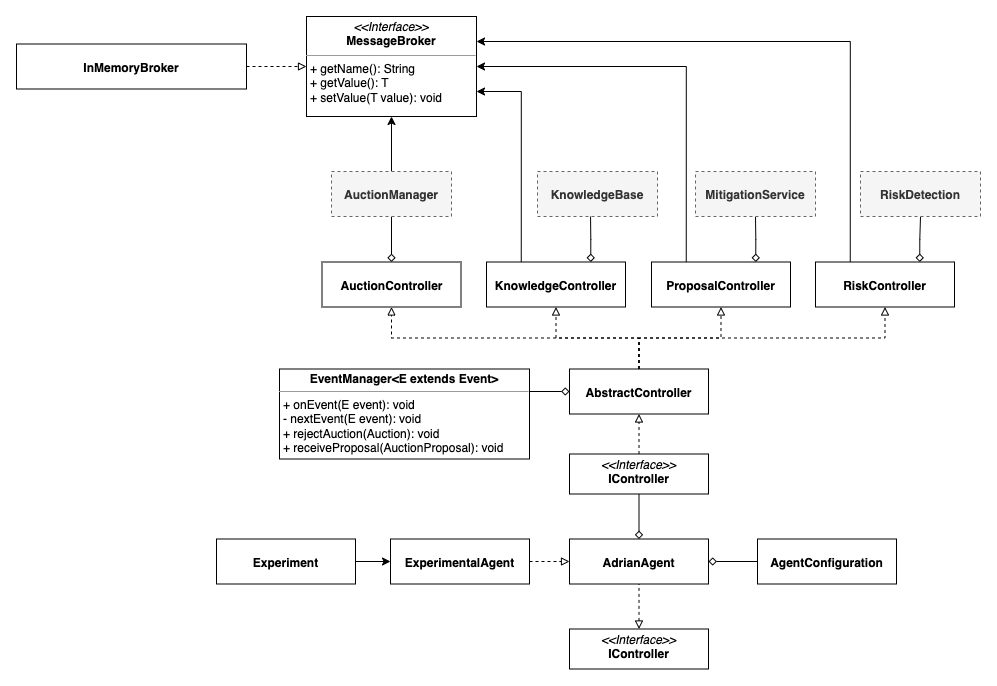 <<Interface>>
MessageBroker
+ getName(): String
+ getValue(): T
+ setValue(T value): void
InMemoryBroker
AuctionManager
KnowledgeBase
MitigationService
RiskDetection
AuctionController
KnowledgeController
ProposalController
RiskController
EventManager<E extends Event>
+ onEvent(E event): void
- nextEvent(E event): void
+ rejectAuction(Auction): void
+ receiveProposal(AuctionProposal): void
AbstractController
<<Interface>>
IController
Experiment
ExperimentalAgent
AdrianAgent
AgentConfiguration
<<Interface>>
IController